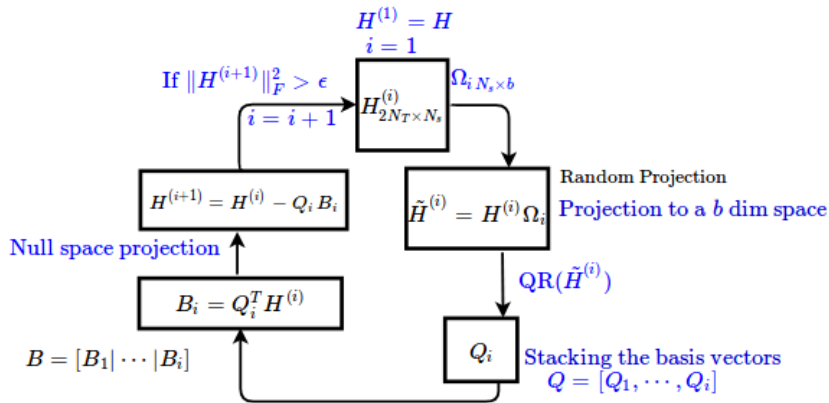 H^{(1)} = H
i = 1
If ‖H^{(i+1)}‖_F^2 > ϵ
i = i + 1
H^{(i)}_{2N_T×N_s}
Ω_{i N_s×b}
H̃^{(i)} = H^{(i)}Ω_i
Random Projection
Projection to a b dim space
QR(H̃^{(i)})
Q_i
Stacking the basis vectors
Q = [Q_1, ⋯ , Q_i]
B = [B_1| ⋯ |B_i]
B_i = Q_i^T H^{(i)}
Null space projection
H^{(i+1)} = H^{(i)} − Q_i B_i